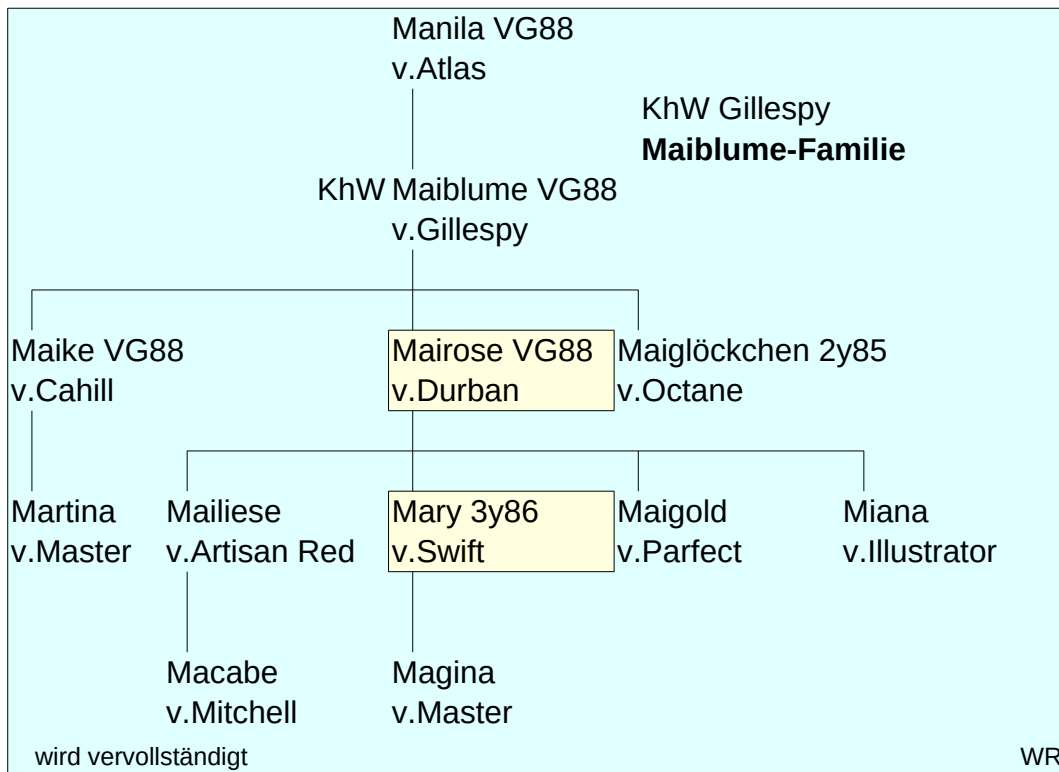 Manila VG88
v.Atlas
KhW Gillespy
Maiblume-Familie
KhW Maiblume VG88
v.Gillespy
Maike VG88
v.Cahill
Mairose VG88
v.Durban
Maiglöckchen 2y85
v.Octane
Martina
v.Master
Mailiese
v.Artisan Red
Mary 3y86
v.Swift
Maigold
v.Parfect
Miana
v.Illustrator
Macabe
v.Mitchell
Magina
v.Master
wird vervollständigt
WR